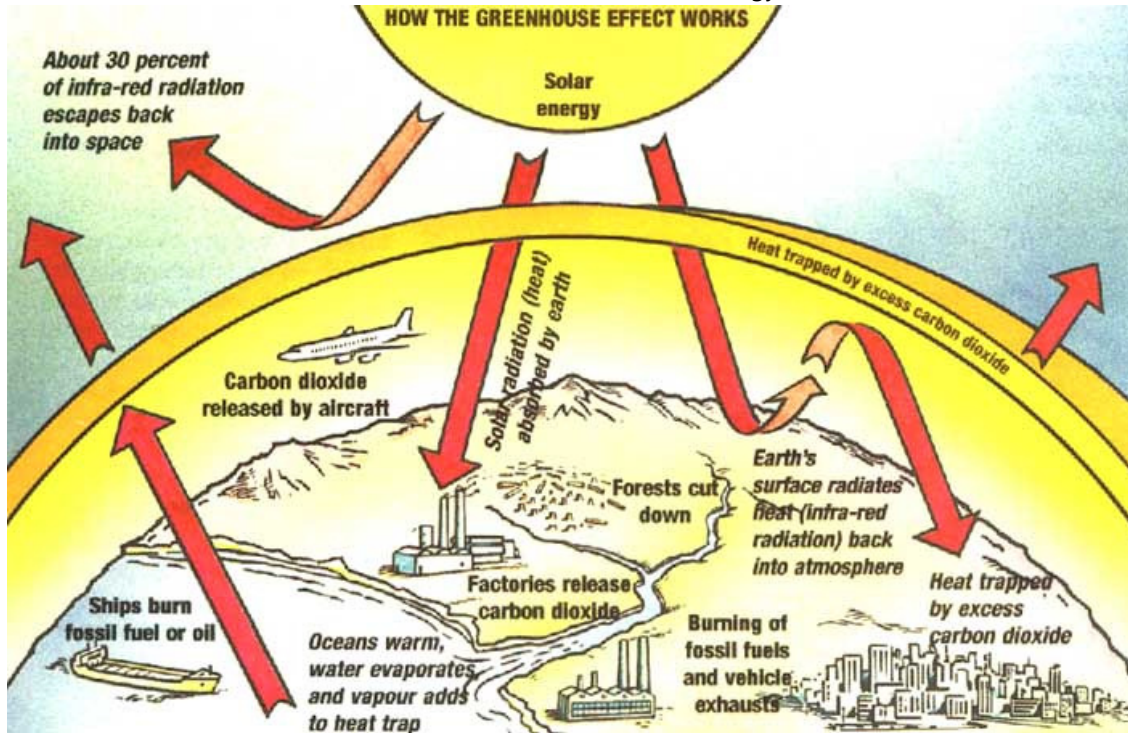 HOW THE GREENHOUSE EFFECT WORKS
Solar
energy
About 30 percent
of infra-red radiation
escapes back
into space
Heat trapped by excess carbon dioxide
Solar radiation (heat)
absorbed by earth
Carbon dioxide
released by aircraft
Forests cut
down
Earth's
surface radiates
heat (infra-red
radiation) back
into atmosphere
Factories release
carbon dioxide
Heat trapped
by excess
carbon dioxide
Ships burn
fossil fuel or oil
Oceans warm,
water evaporates
and vapour adds
to heat trap
Burning of
fossil fuels
and vehicle
exhausts